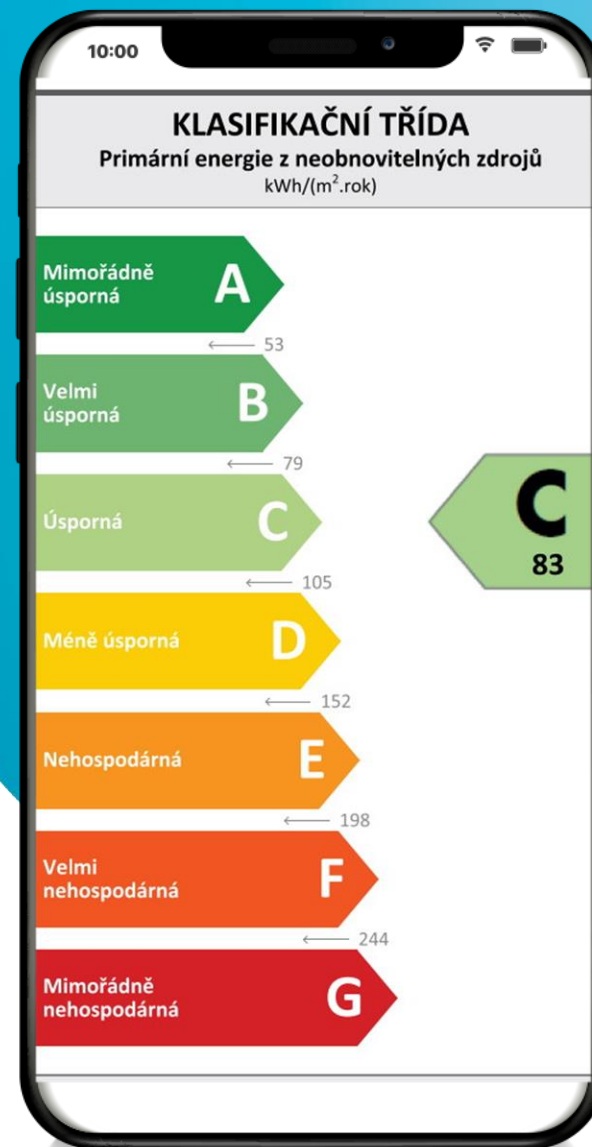 10:00
KLASIFIKAČNÍ TŘÍDA
Primární energie z neobnovitelných zdrojů
kWh/(m².rok)
Mimořádně
úsporná
A
53
Velmi
úsporná
B
79
Úsporná
C
C
83
105
Méně úsporná
D
152
Nehospodárná
E
198
Velmi
nehospodárná
F
244
Mimořádně
nehospodárná
G